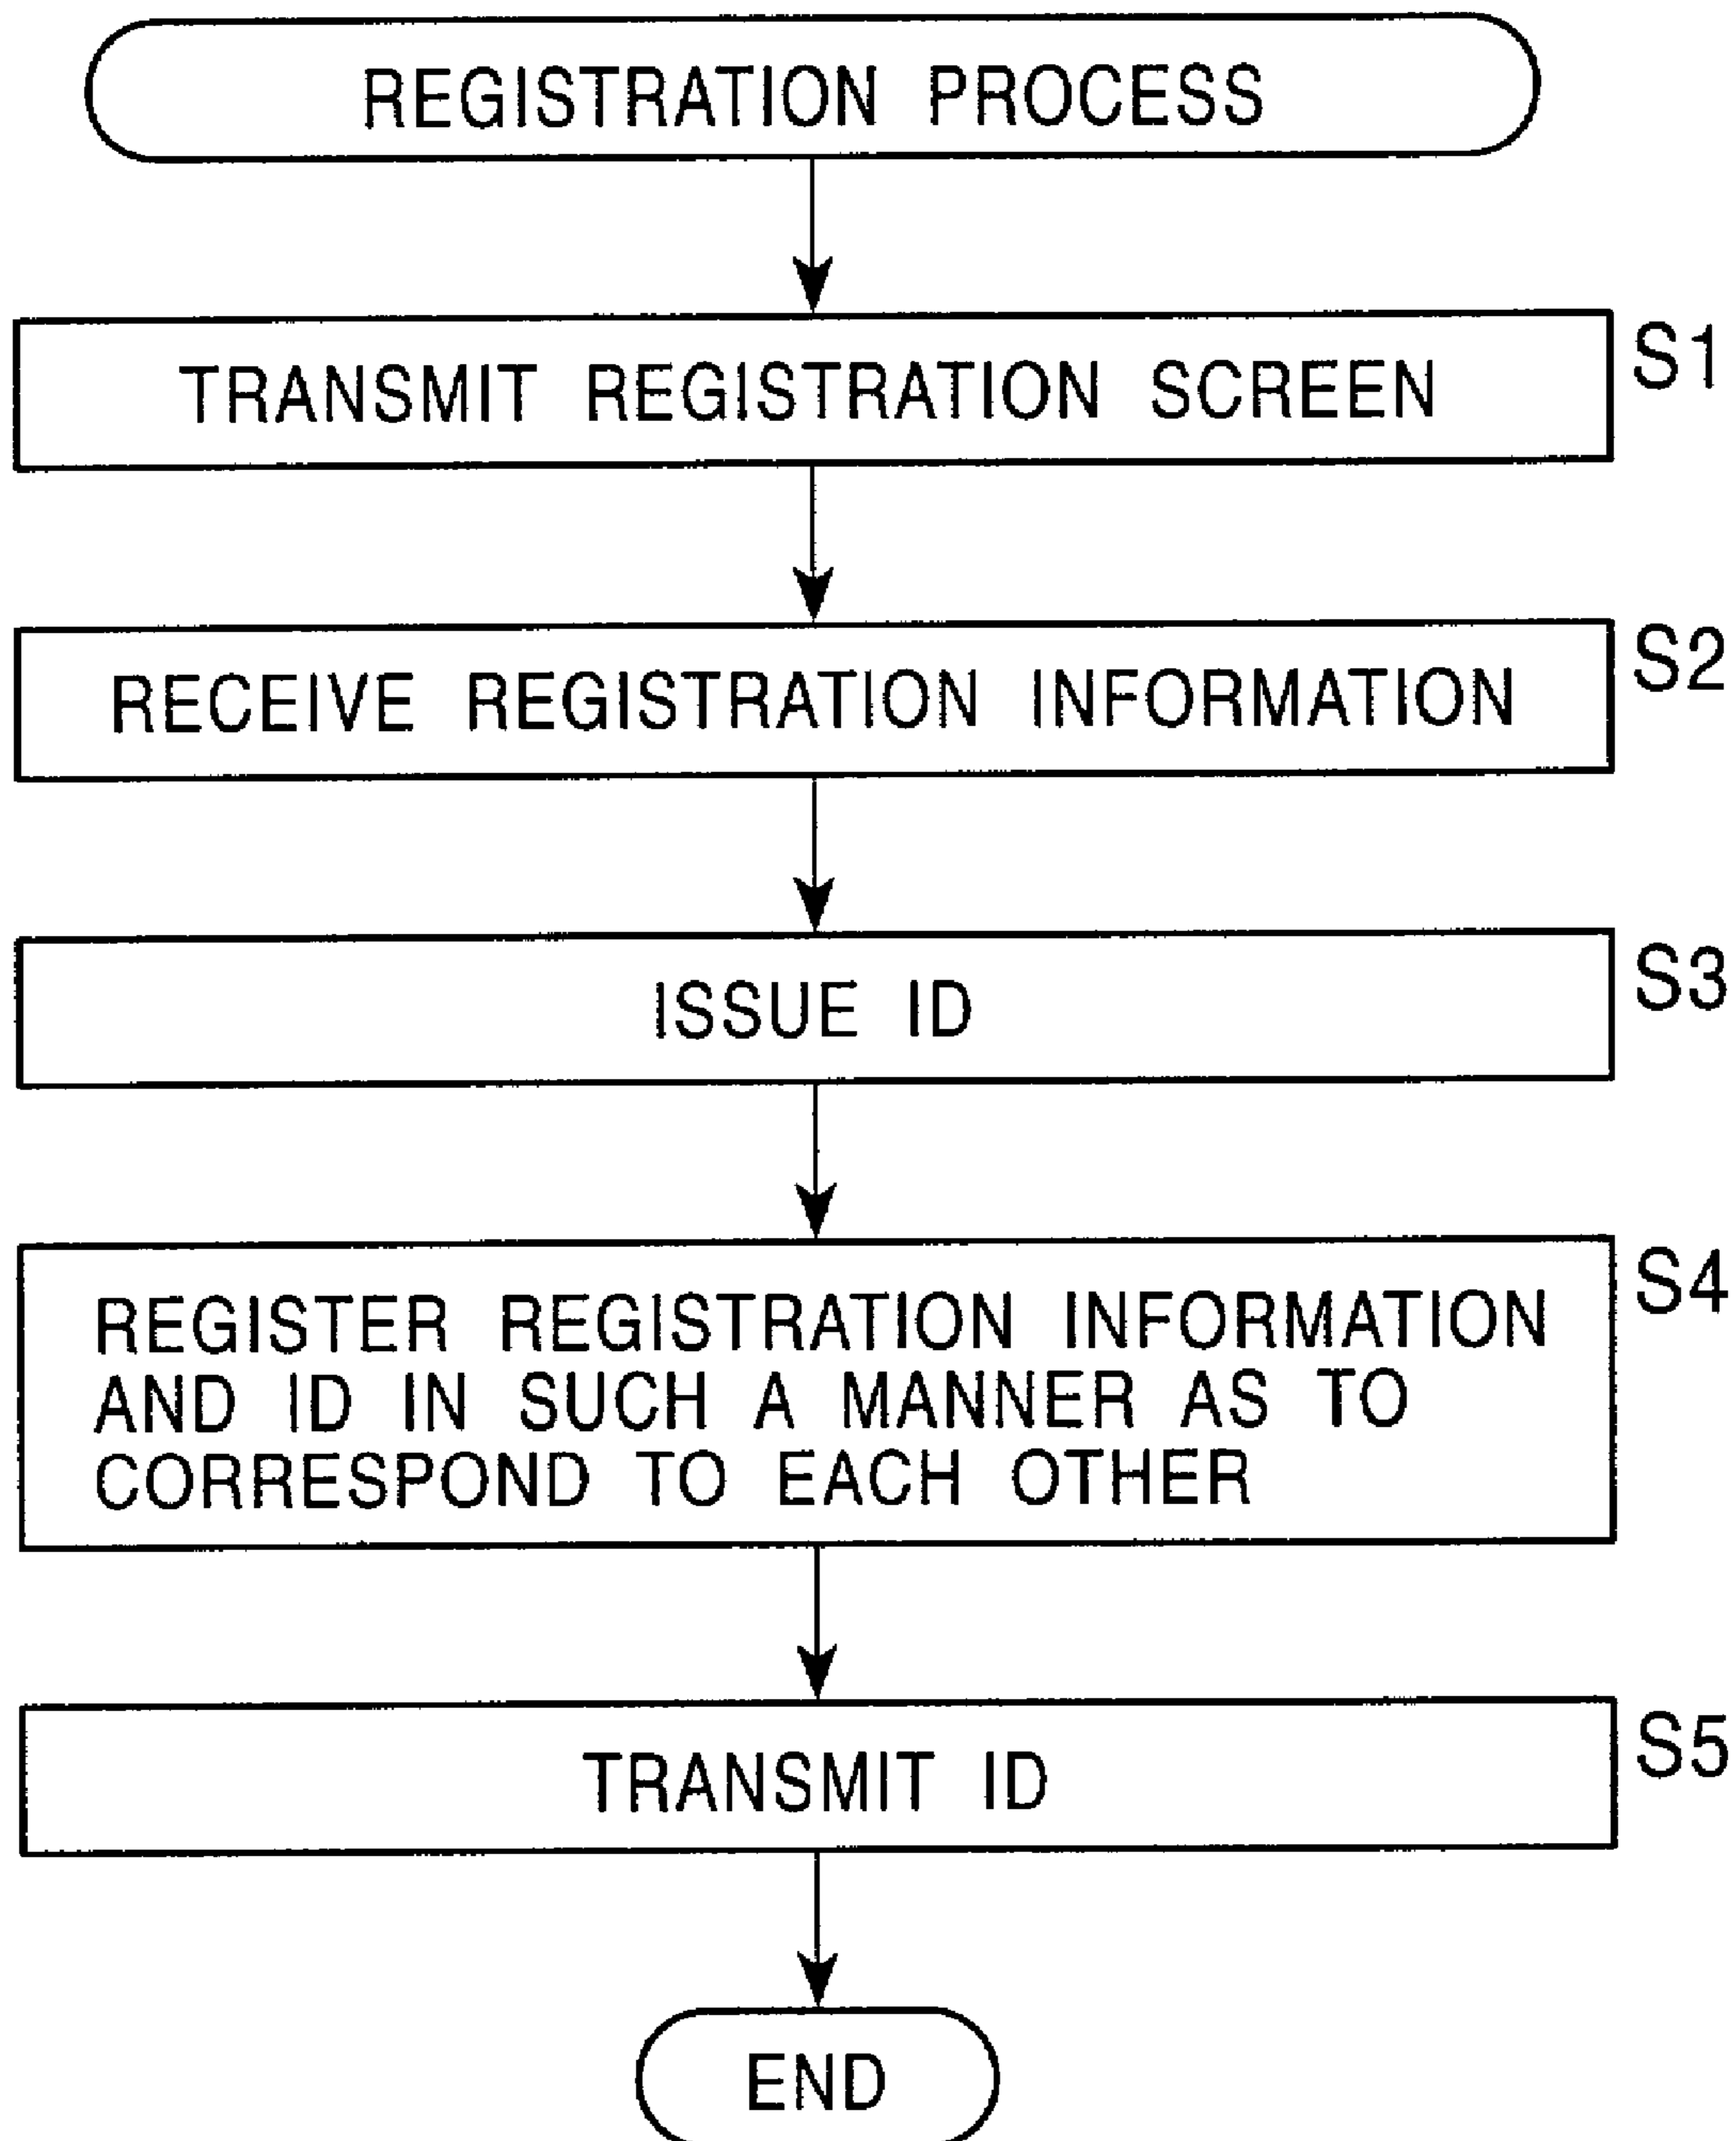 REGISTRATION PROCESS
TRANSMIT REGISTRATION SCREEN
S1
RECEIVE REGISTRATION INFORMATION
S2
ISSUE ID
S3
REGISTER REGISTRATION INFORMATION
AND ID IN SUCH A MANNER AS TO
CORRESPOND TO EACH OTHER
S4
TRANSMIT ID
S5
END